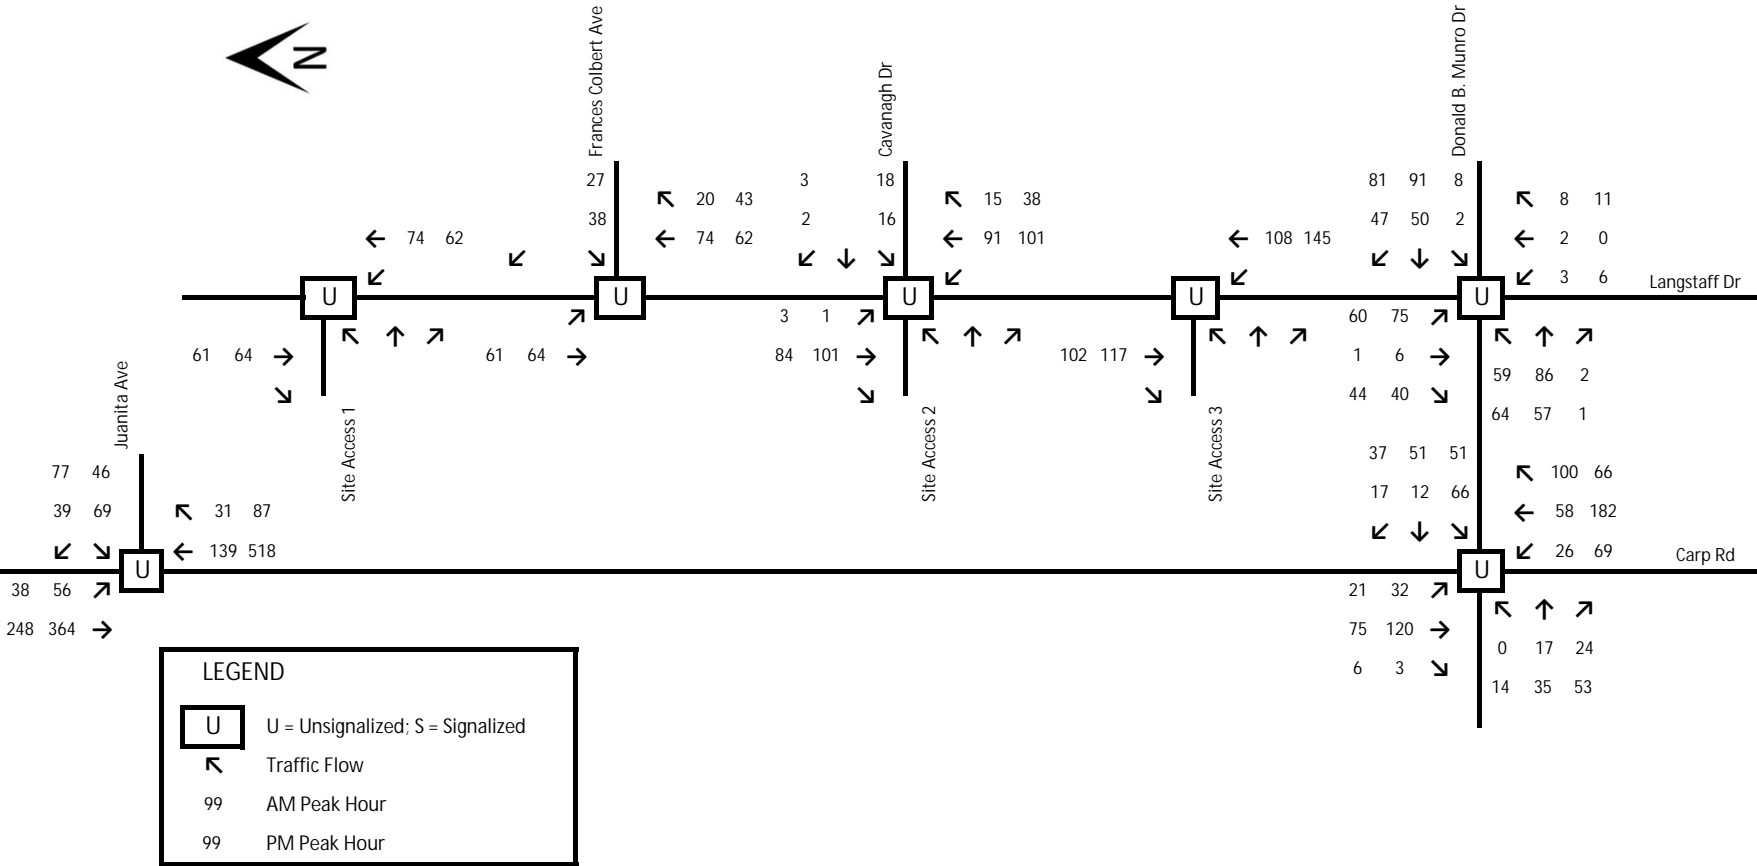 N
Frances Colbert Ave
Cavanagh Dr
Donald B. Munro Dr
27 3 18 81 91 8
20 43 15 38 8 11
38 2 16 47 50 2
74 62 74 62 91 101 108 145 2 0
3 6
U U U U U
Langstaff Dr
3 1 60 75
61 64 61 64 84 101 102 117 1 6
59 86 2
44 40
64 57 1
Juanita Ave
Site Access 1
Site Access 2
Site Access 3
37 51 51
77 46 100 66
17 12 66
39 69 31 87 58 182
139 518 26 69
U U
Carp Rd
38 56 21 32
248 364 75 120
0 17 24
6 3
14 35 53
LEGEND
U U = Unsignalized; S = Signalized
Traffic Flow
99 AM Peak Hour
99 PM Peak Hour